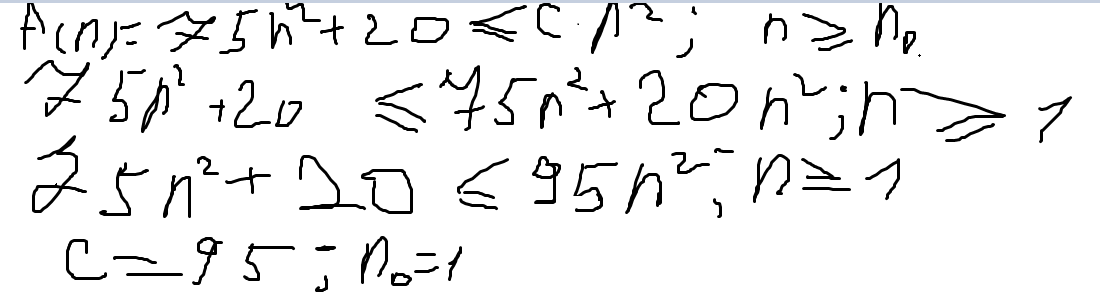 A(n)=75n²+20≤c·n²; n≥n₀
75n²+20 ≤75n²+20n²; n≥1
75n²+20≤95n²; n≥1
c=95; n₀=1